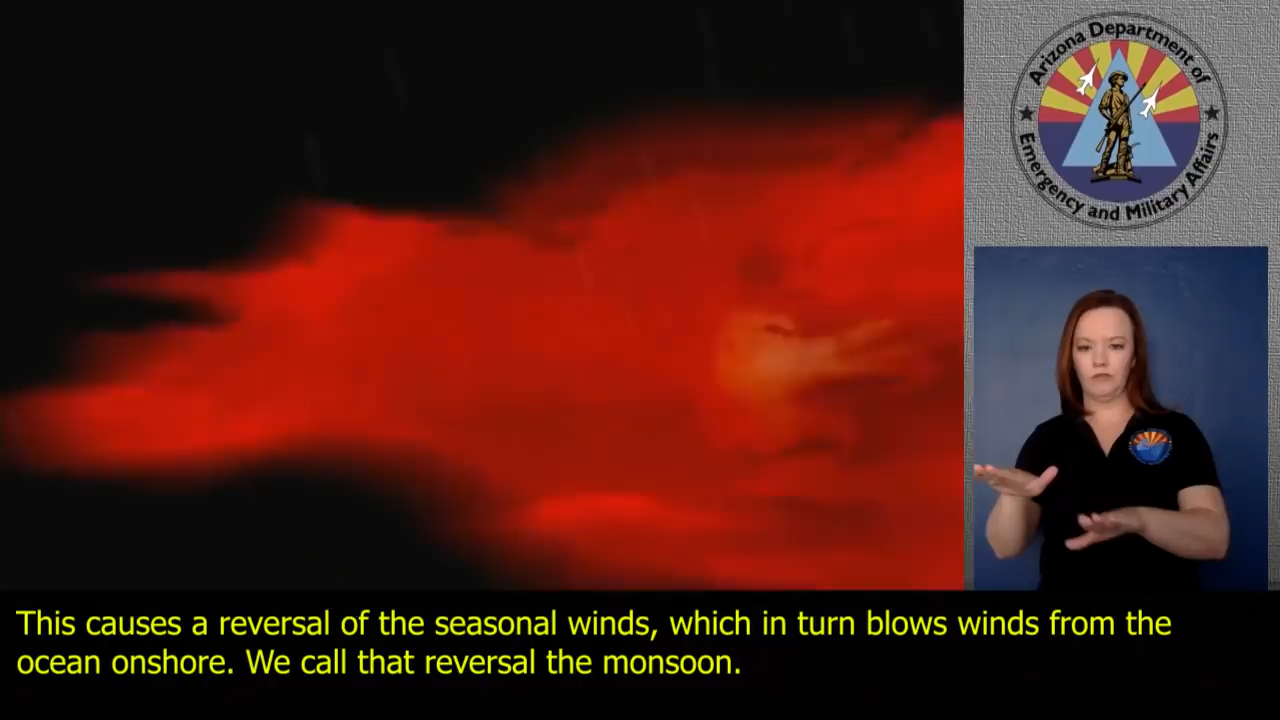 Arizona Department of
Emergency and Military Affairs
This causes a reversal of the seasonal winds, which in turn blows winds from the
ocean onshore. We call that reversal the monsoon.